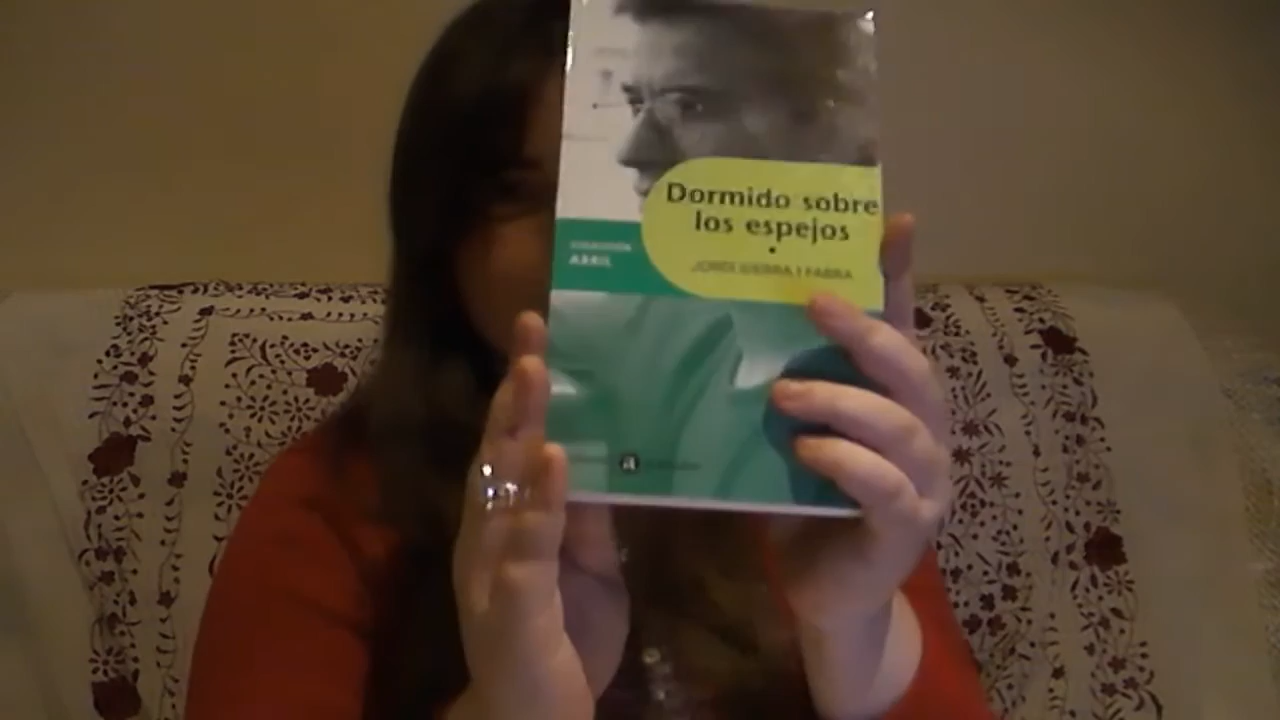 Dormido sobre
los espejos
JORDI SIERRA I FABRA
COLECCIÓN
ABRIL
a